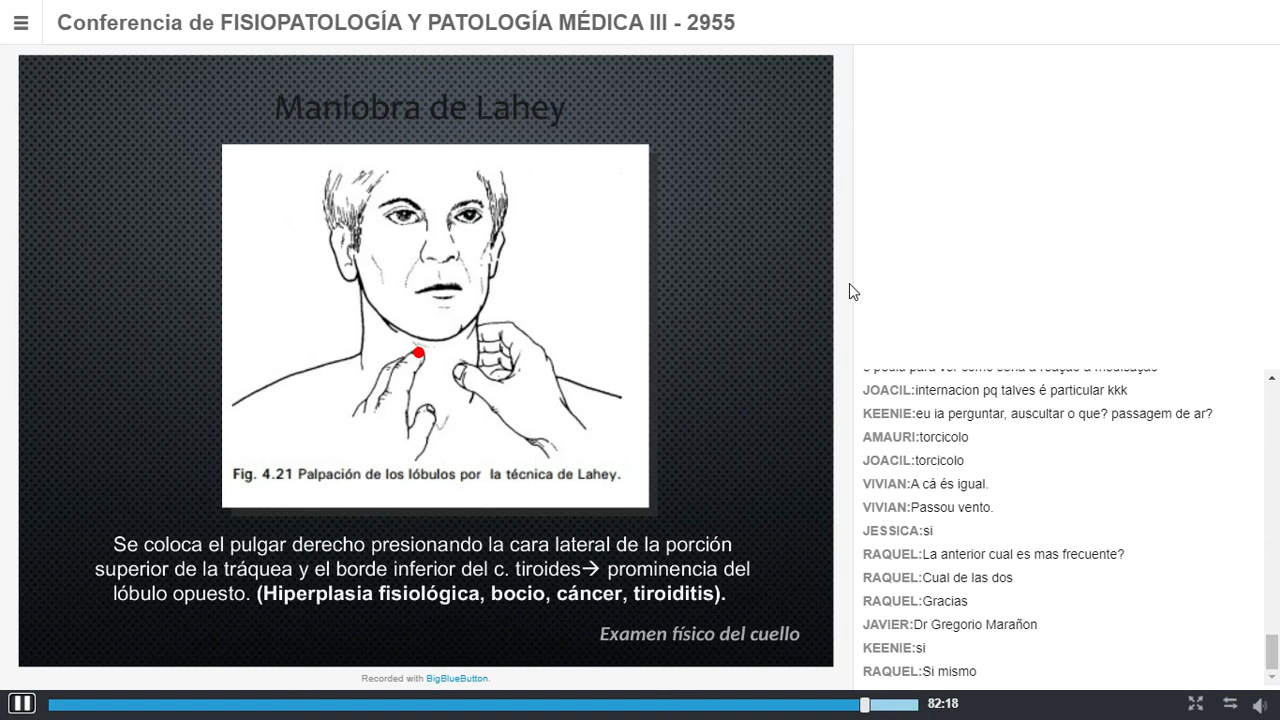 Conferencia de FISIOPATOLOGÍA Y PATOLOGÍA MÉDICA III - 2955
Maniobra de Lahey
Fig. 4.21 Palpación de los lóbulos por la técnica de Lahey.
Se coloca el pulgar derecho presionando la cara lateral de la porción
superior de la tráquea y el borde inferior del c. tiroides→ prominencia del
lóbulo opuesto. (Hiperplasia fisiológica, bocio, cáncer, tiroiditis).
Examen físico del cuello
Recorded with BigBlueButton.
JOACIL:internacion pq talves é particular kkk
KEENIE:eu ia perguntar, auscultar o que? passagem de ar?
AMAURI:torcicolo
JOACIL:torcicolo
VIVIAN:A cá és igual.
VIVIAN:Passou vento.
JESSICA:si
RAQUEL:La anterior cual es mas frecuente?
RAQUEL:Cual de las dos
RAQUEL:Gracias
JAVIER:Dr Gregorio Marañon
KEENIE:si
RAQUEL:Si mismo
82:18